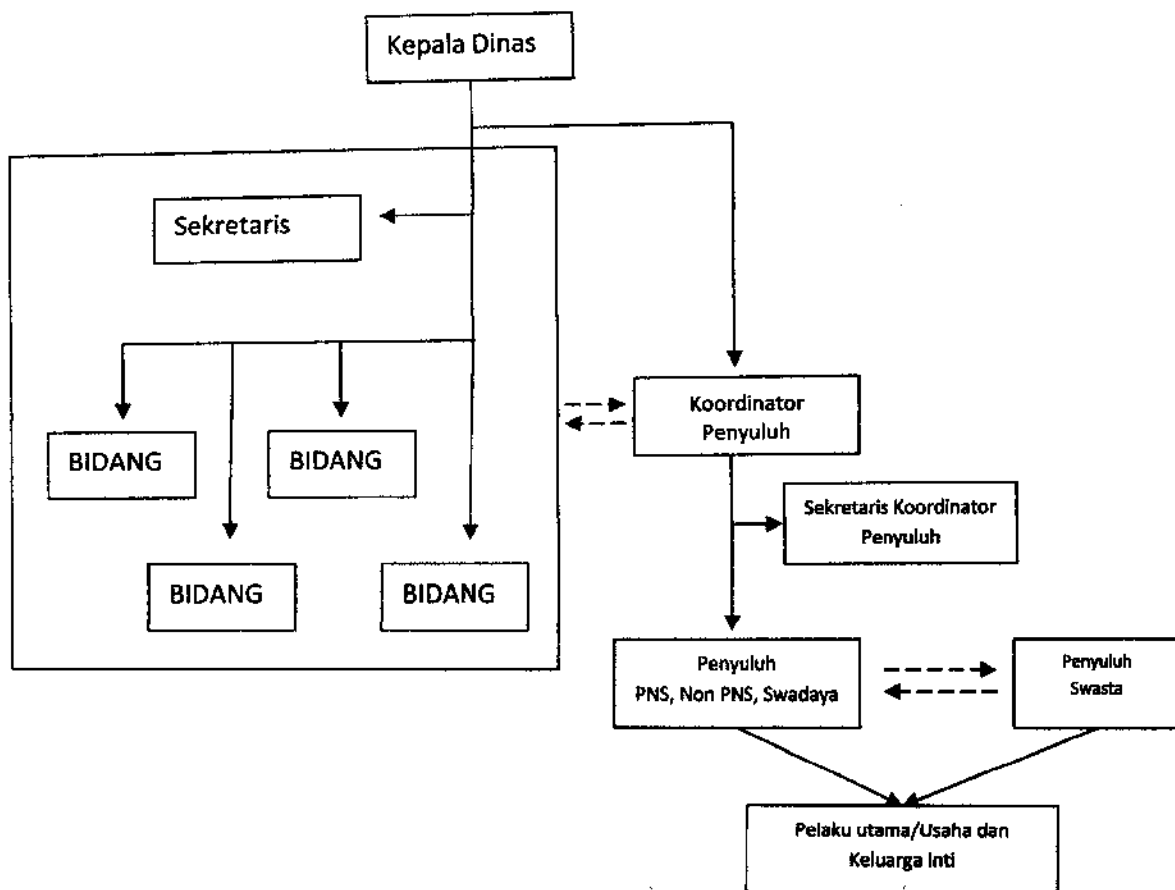 Kepala Dinas
Sekretaris
BIDANG
BIDANG
BIDANG
BIDANG
Koordinator
Penyuluh
Sekretaris Koordinator
Penyuluh
Penyuluh
PNS, Non PNS, Swadaya
Penyuluh
Swasta
Pelaku utama/Usaha dan
Keluarga Inti